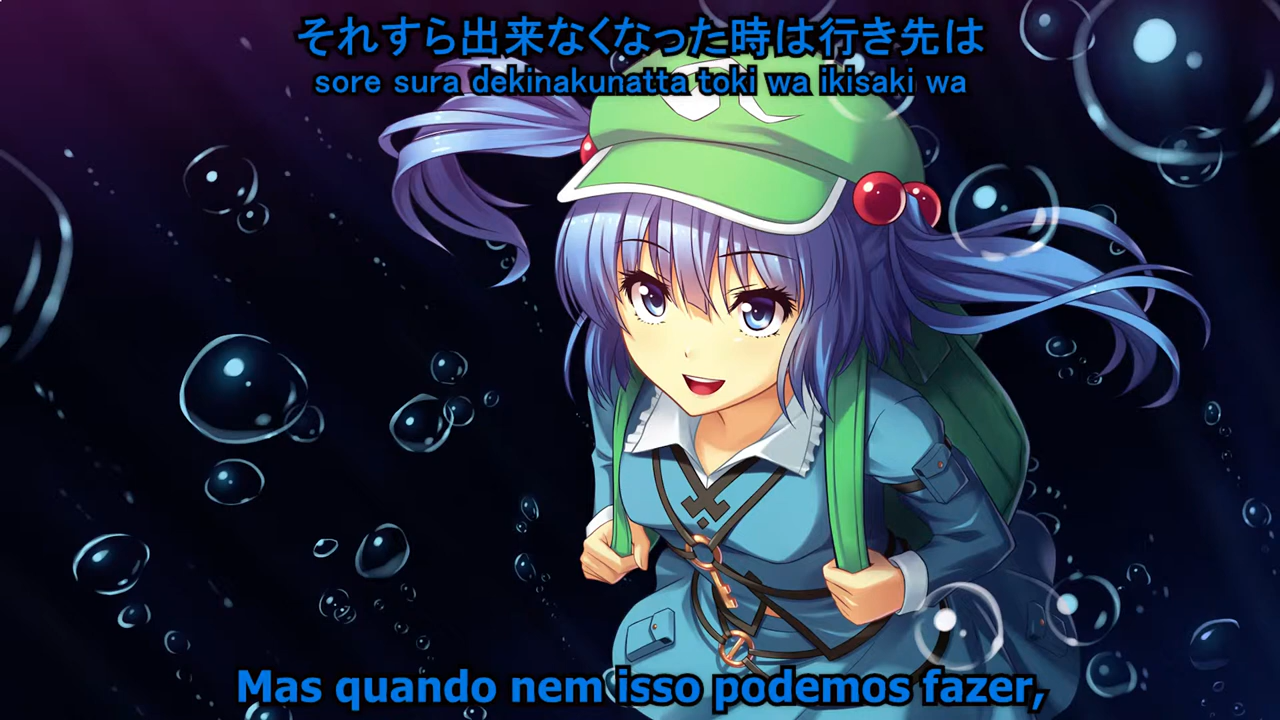 それすら出来なくなった時は行き先は
sore sura dekinakunatta toki wa ikisaki wa
Mas quando nem isso podemos fazer,